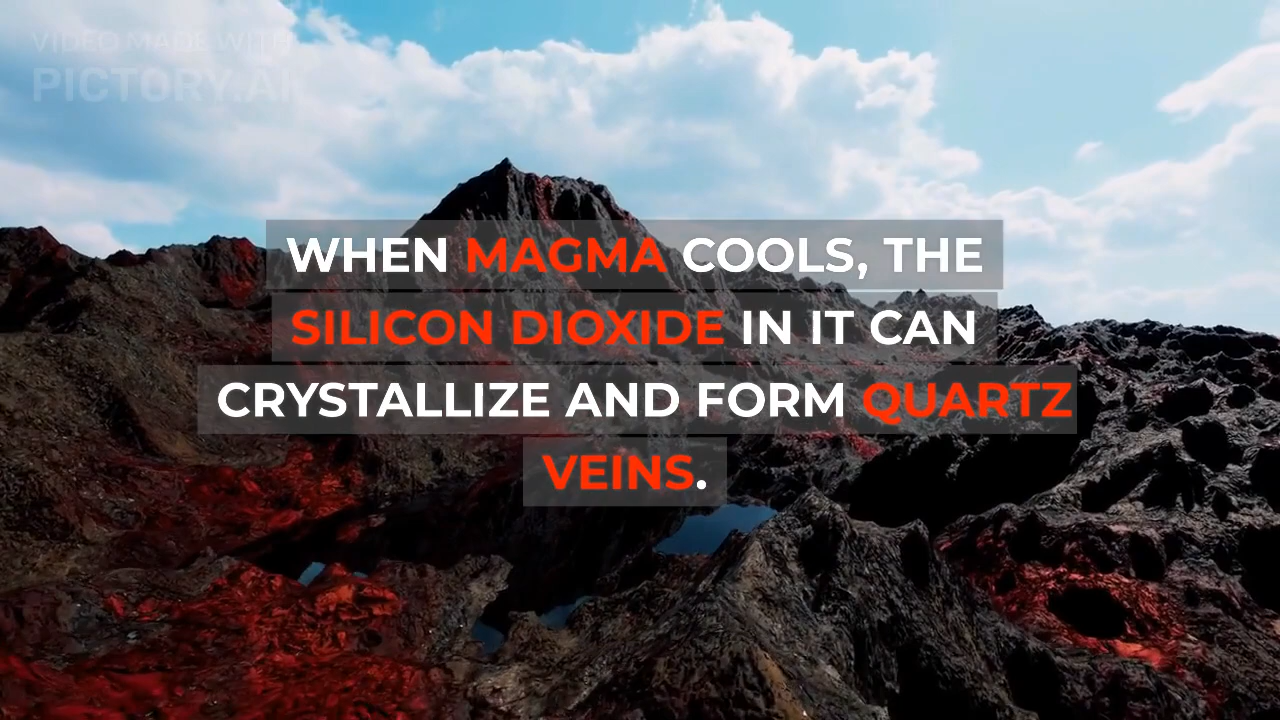 VIDEO MADE WITH
PICTORY.AI
WHEN MAGMA COOLS, THE
SILICON DIOXIDE IN IT CAN
CRYSTALLIZE AND FORM QUARTZ
VEINS.